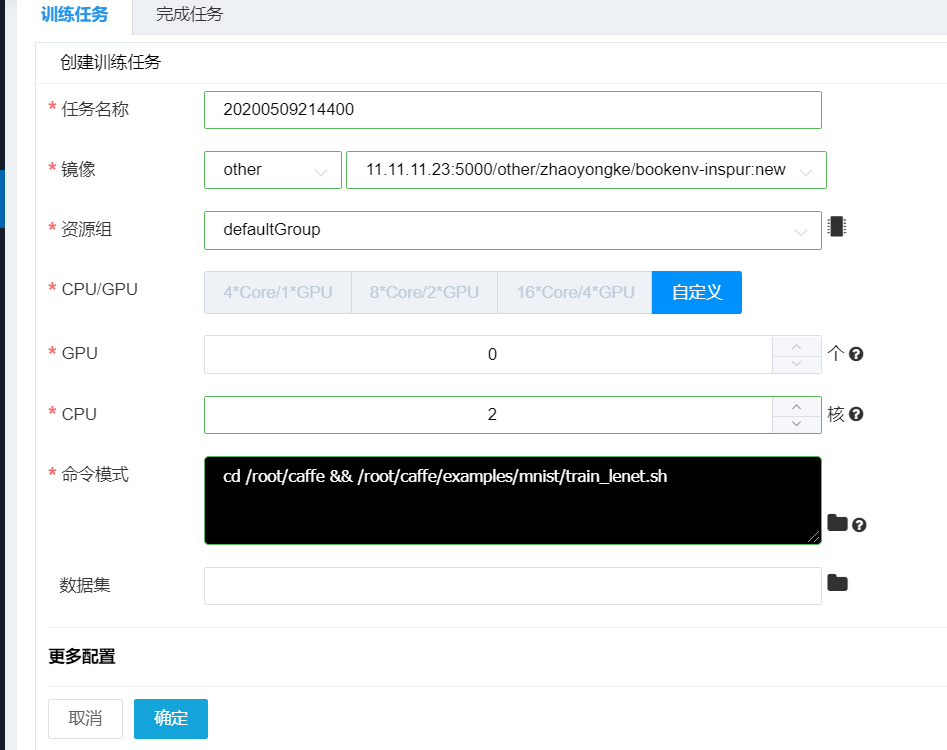 训练任务 完成任务
创建训练任务
* 任务名称 20200509214400
* 镜像 other 11.11.11.23:5000/other/zhaoyongke/bookenv-inspur:new
* 资源组 defaultGroup
* CPU/GPU 4*Core/1*GPU 8*Core/2*GPU 16*Core/4*GPU 自定义
* GPU 0 个 ?
* CPU 2 核 ?
* 命令模式 cd /root/caffe && /root/caffe/examples/mnist/train_lenet.sh ?
数据集
更多配置
取消 确定